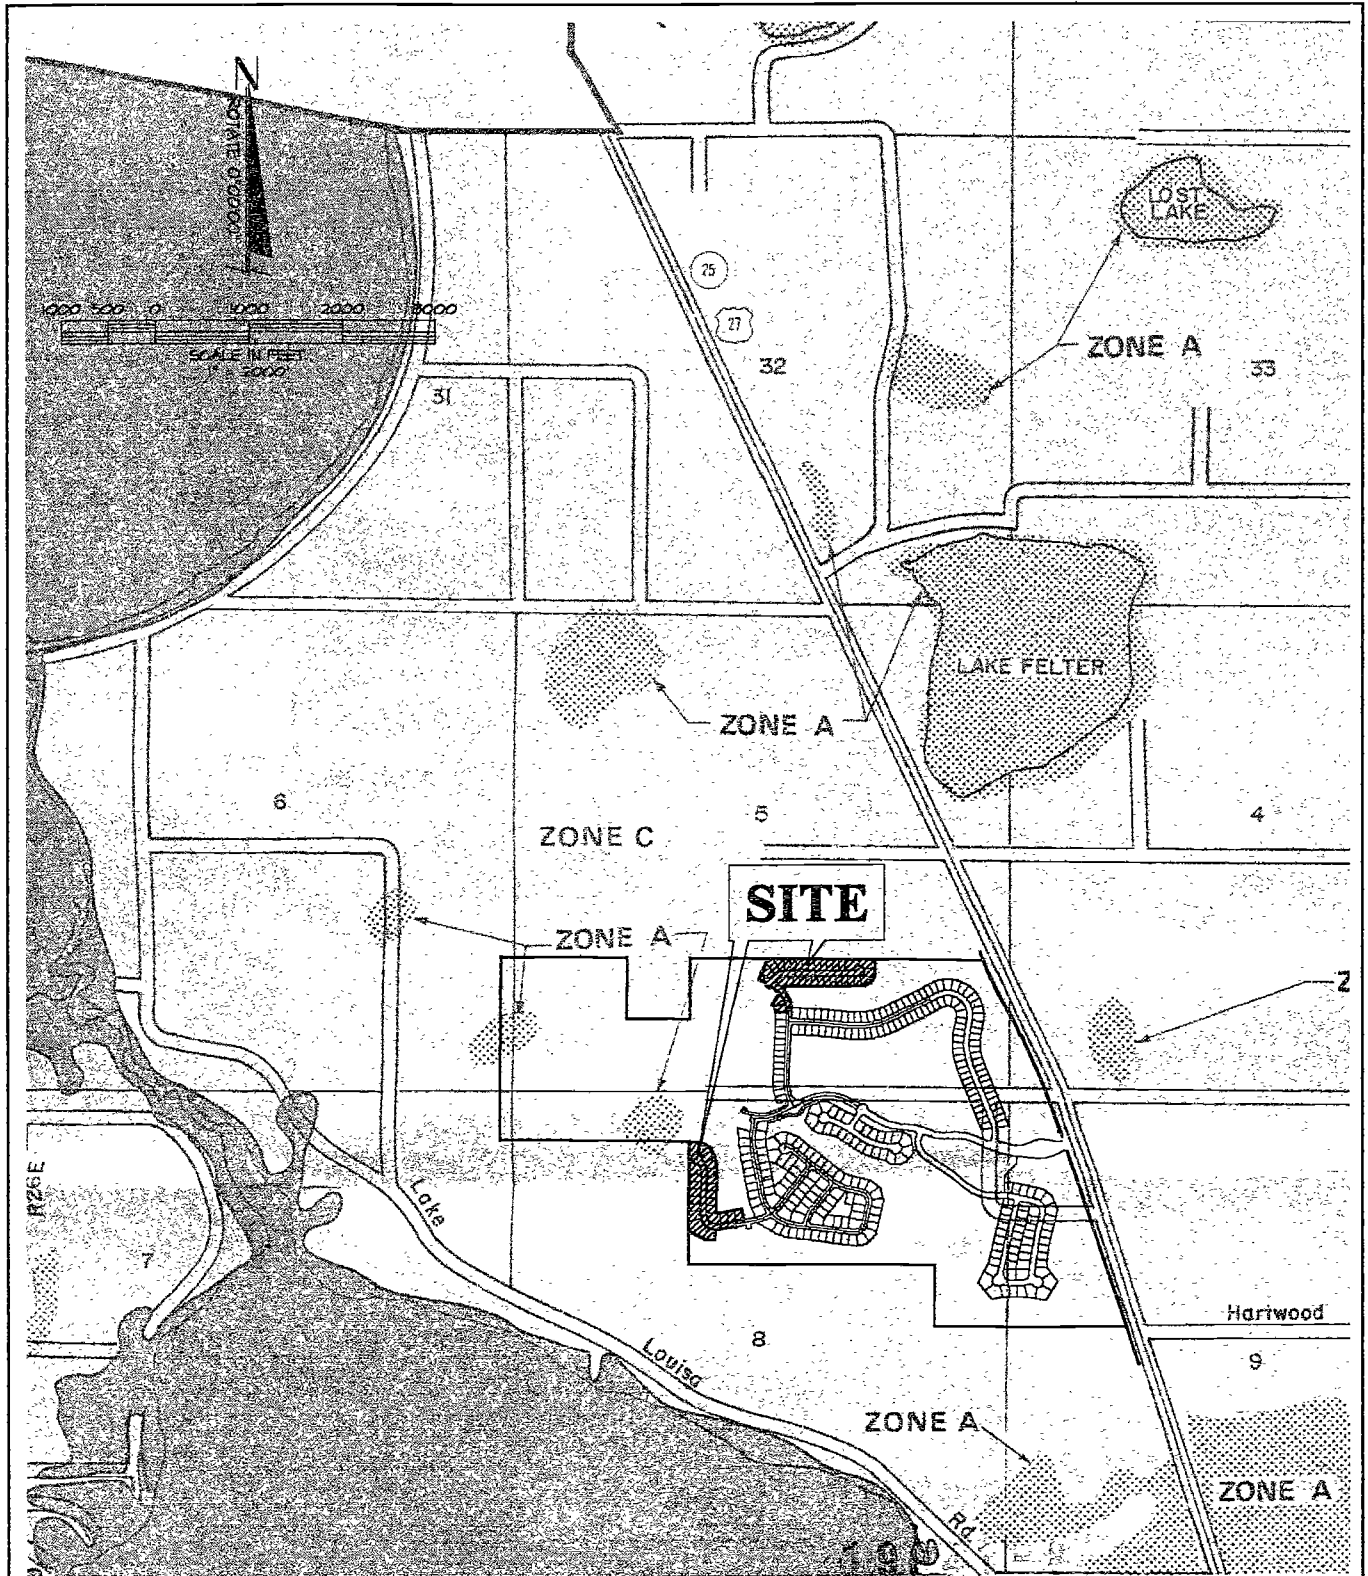 N
ROTATE 0.0000
LOST
LAKE
25
27
1000 500 0 1000 2000 3000
SCALE IN FEET
1" = 2000'
ZONE A
32
33
31
LAKE FELTER
ZONE A
6
5
4
ZONE C
SITE
ZONE A
Z
R26E
7
Lake
Louisa
Rd
8
Hartwood
9
ZONE A
ZONE A